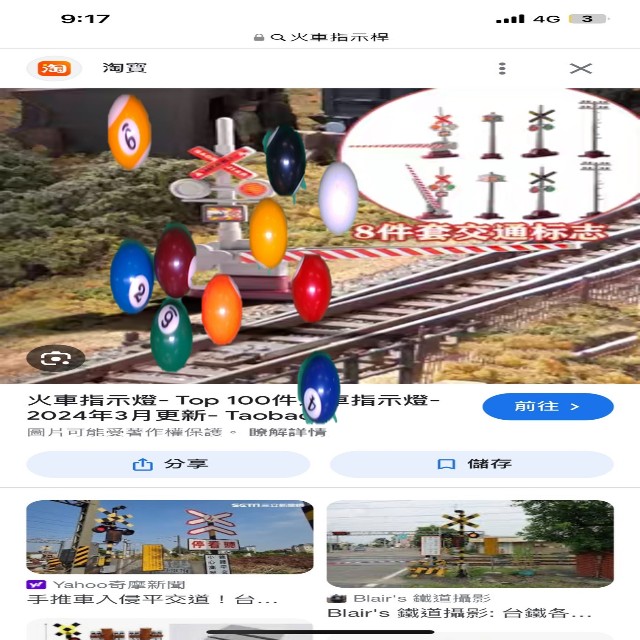 9:17
4G
3
火車指示桿
淘
淘寶
8件套交通标志
6
2
9
火車指示燈- Top 100件
車指示燈-
2024年3月更新- Taobao
前往 >
圖片可能受著作權保護。 瞭解詳情
分享
儲存
停看聽
Yahoo奇摩新聞
手推車入侵平交道！台...
Blair's 鐵道攝影
Blair's 鐵道攝影: 台鐵各...